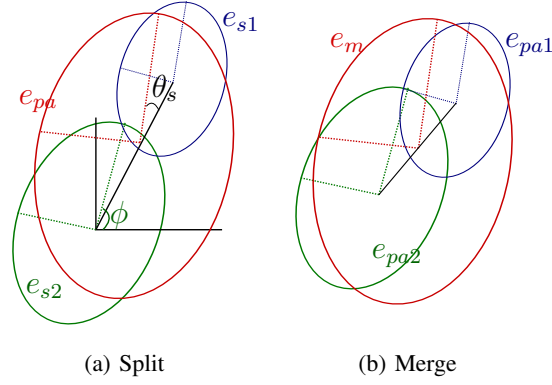 e_{s1}
e_{pa}
θ_s
ϕ
e_{s2}
(a) Split
e_m
e_{pa1}
e_{pa2}
(b) Merge